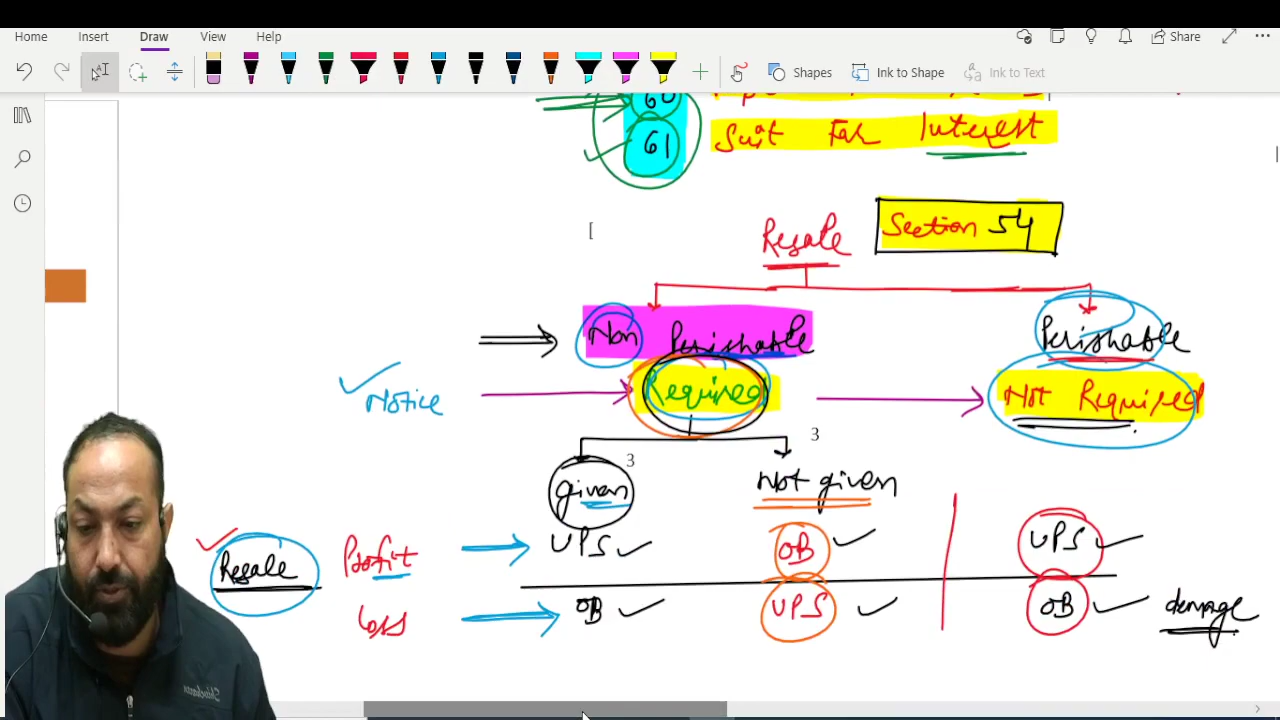 Home Insert Draw View Help
Share
Shapes Ink to Shape Ink to Text
60
61 Suit For Interest
[
Resale Section 54
Non Perishable Perishable
Notice Required Not Required
3 3
given Not given
Resale Profit UPS OB UPS
loss OB UPS OB